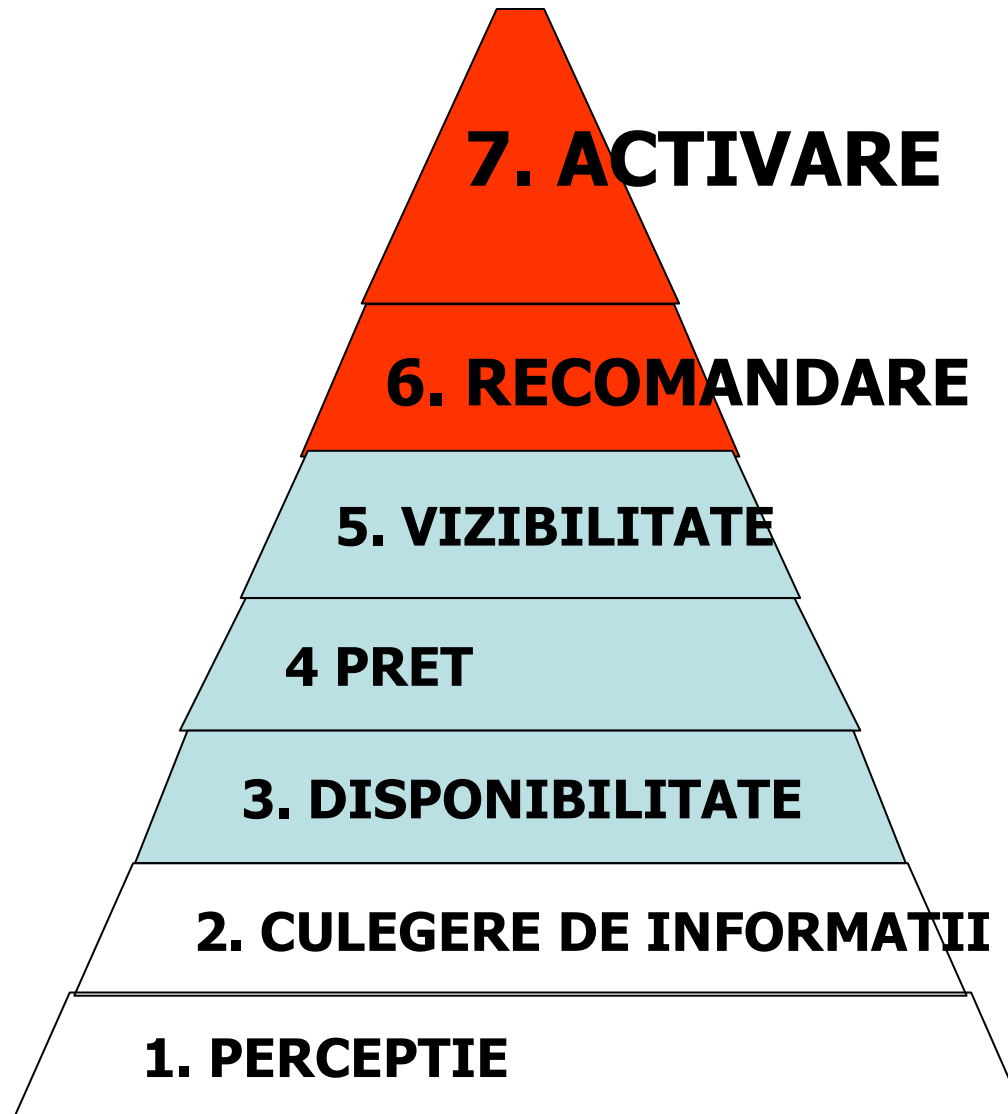 7. ACTIVARE
6. RECOMANDARE
5. VIZIBILITATE
4 PRET
3. DISPONIBILITATE
2. CULEGERE DE INFORMATII
1. PERCEPTIE